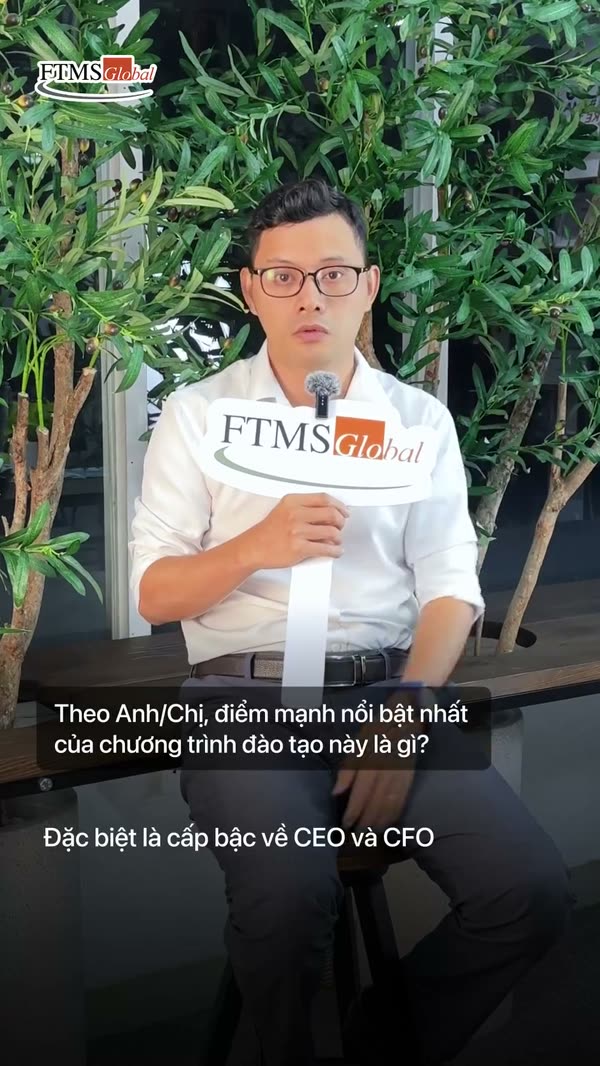 FTMS Global
FTMS Global
Theo Anh/Chị, điểm mạnh nổi bật nhất
của chương trình đào tạo này là gì?
Đặc biệt là cấp bậc về CEO và CFO